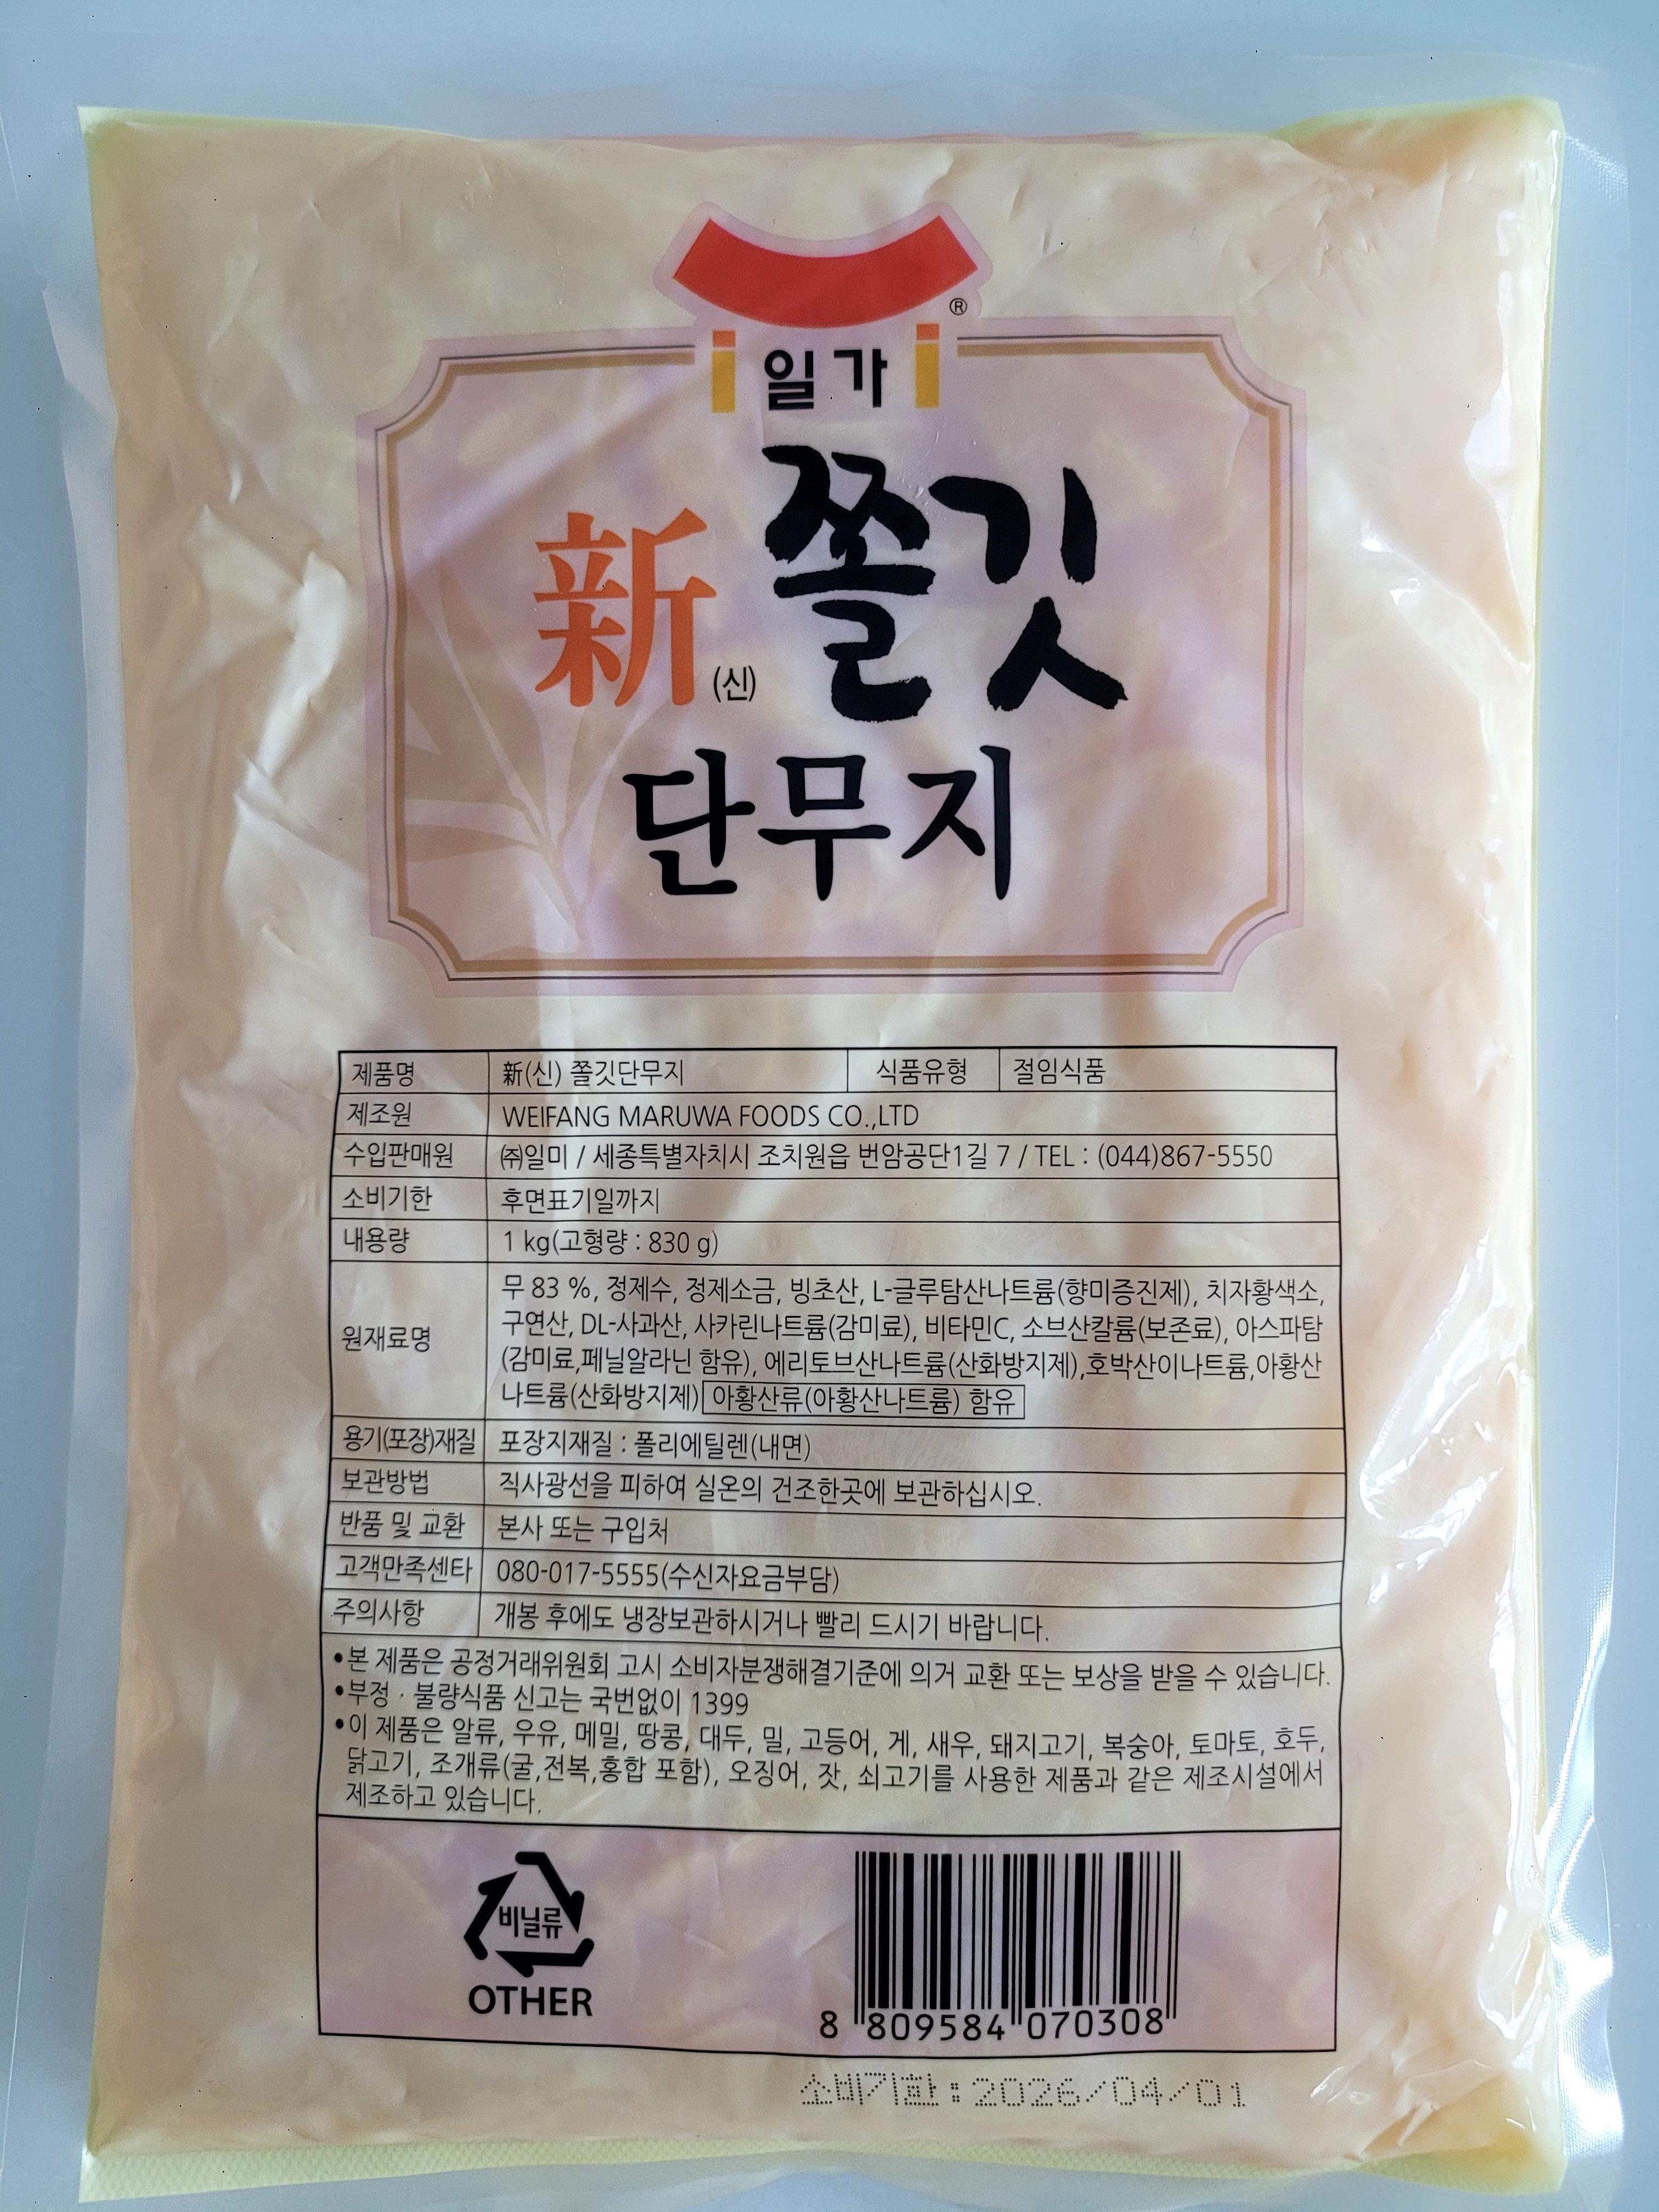 ®
일가
新(신) 쫄깃
단무지
제품명 新(신) 쫄깃단무지 식품유형 절임식품
제조원 WEIFANG MARUWA FOODS CO.,LTD
수입판매원 ㈜일미 / 세종특별자치시 조치원읍 번암공단1길 7 / TEL : (044)867-5550
소비기한 후면표기일까지
내용량 1 kg(고형량 : 830 g)
원재료명 무 83 %, 정제수, 정제소금, 빙초산, L-글루탐산나트륨(향미증진제), 치자황색소,
구연산, DL-사과산, 사카린나트륨(감미료), 비타민C, 소브산칼륨(보존료), 아스파탐
(감미료,페닐알라닌 함유), 에리토브산나트륨(산화방지제),호박산이나트륨,아황산
나트륨(산화방지제) 아황산류(아황산나트륨) 함유
용기(포장)재질 포장지재질 : 폴리에틸렌(내면)
보관방법 직사광선을 피하여 실온의 건조한곳에 보관하십시오.
반품 및 교환 본사 또는 구입처
고객만족센타 080-017-5555(수신자요금부담)
주의사항 개봉 후에도 냉장보관하시거나 빨리 드시기 바랍니다.
•본 제품은 공정거래위원회 고시 소비자분쟁해결기준에 의거 교환 또는 보상을 받을 수 있습니다.
•부정 · 불량식품 신고는 국번없이 1399
•이 제품은 알류, 우유, 메밀, 땅콩, 대두, 밀, 고등어, 게, 새우, 돼지고기, 복숭아, 토마토, 호두,
닭고기, 조개류(굴,전복,홍합 포함), 오징어, 잣, 쇠고기를 사용한 제품과 같은 제조시설에서
제조하고 있습니다.
비닐류
OTHER
8 809584 070308
소비기한 : 2026/04/01